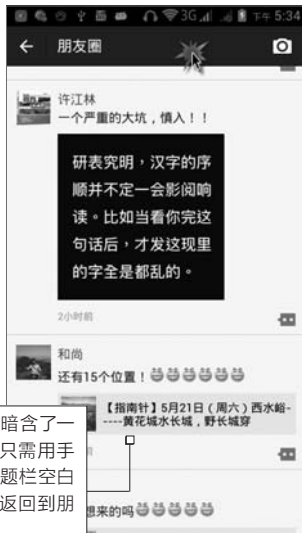 3G
下午5:34
朋友圈
许江林
一个严重的大坑，慎入！！
研表究明，汉字的序
顺并不定一会影阅响
读。比如当看你完这
句话后，才发这现里
的字全是都乱的。
2小时前
和尚
还有15个位置！
【指南针】5月21日（周六）西水峪-
----黄花城水长城，野长城穿
暗含了一
只需用手
题栏空白
返回到朋
前
想来的吗